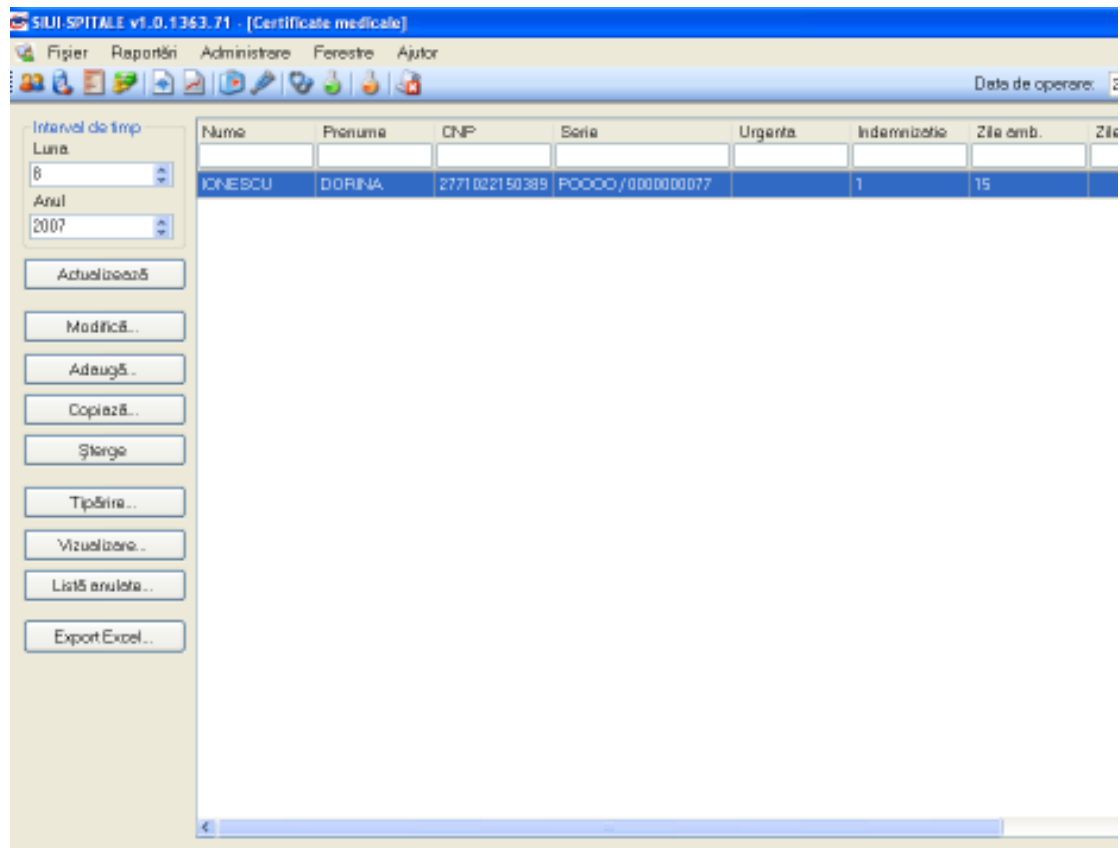 SIUI-SPITALE v1.0.1363.71 - [Certificate medicale]
Fişier Raportări Administrare Ferestre Ajutor
Data de operare:
Interval de timp
Luna
8
Anul
2007
Actualizează
Modifică...
Adaugă...
Copiază...
Şterge
Tipărire...
Vizualizare...
Listă anulate...
Export Excel...
Nume Prenume CNP Serie Urgenta Indemnizatie Zile amb. Zile
IONESCU DORINA 2771022150389 POOOO/0000000077 1 15